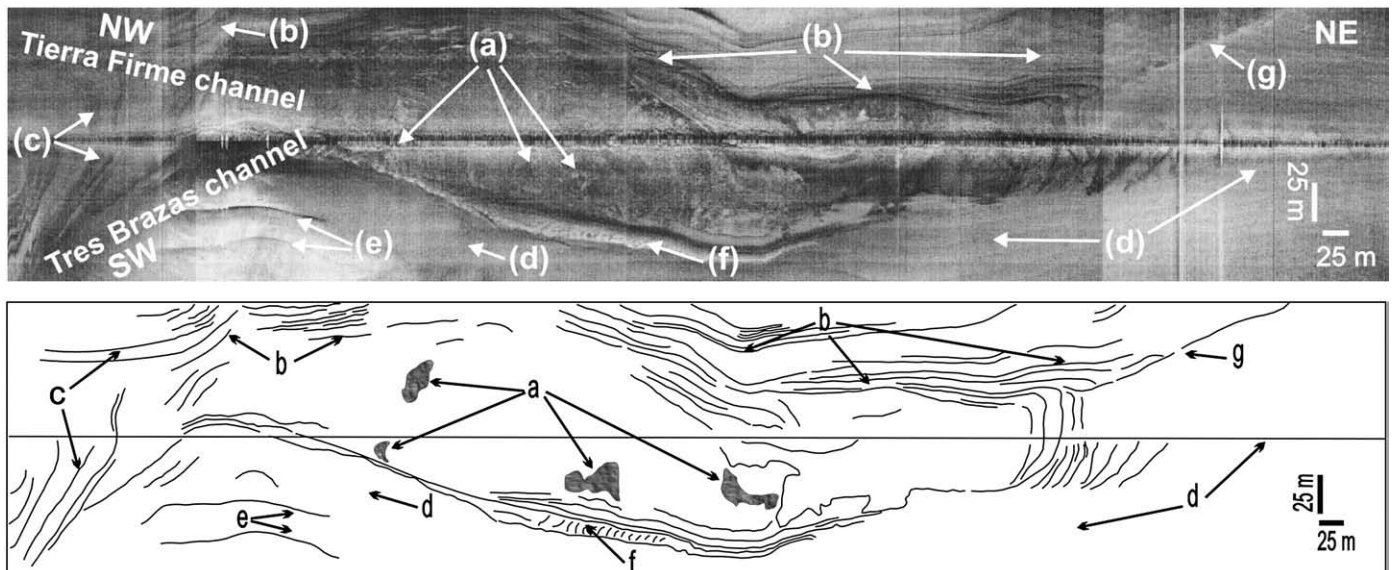 NW
(b)
Tierra Firme channel
(a)
(b)
NE
(g)
(c)
Tres Brazas channel
SW
(e)
(d)
(f)
(d)
25 m
25 m
b
b
g
c
a
d
d
e
f
25 m
25 m